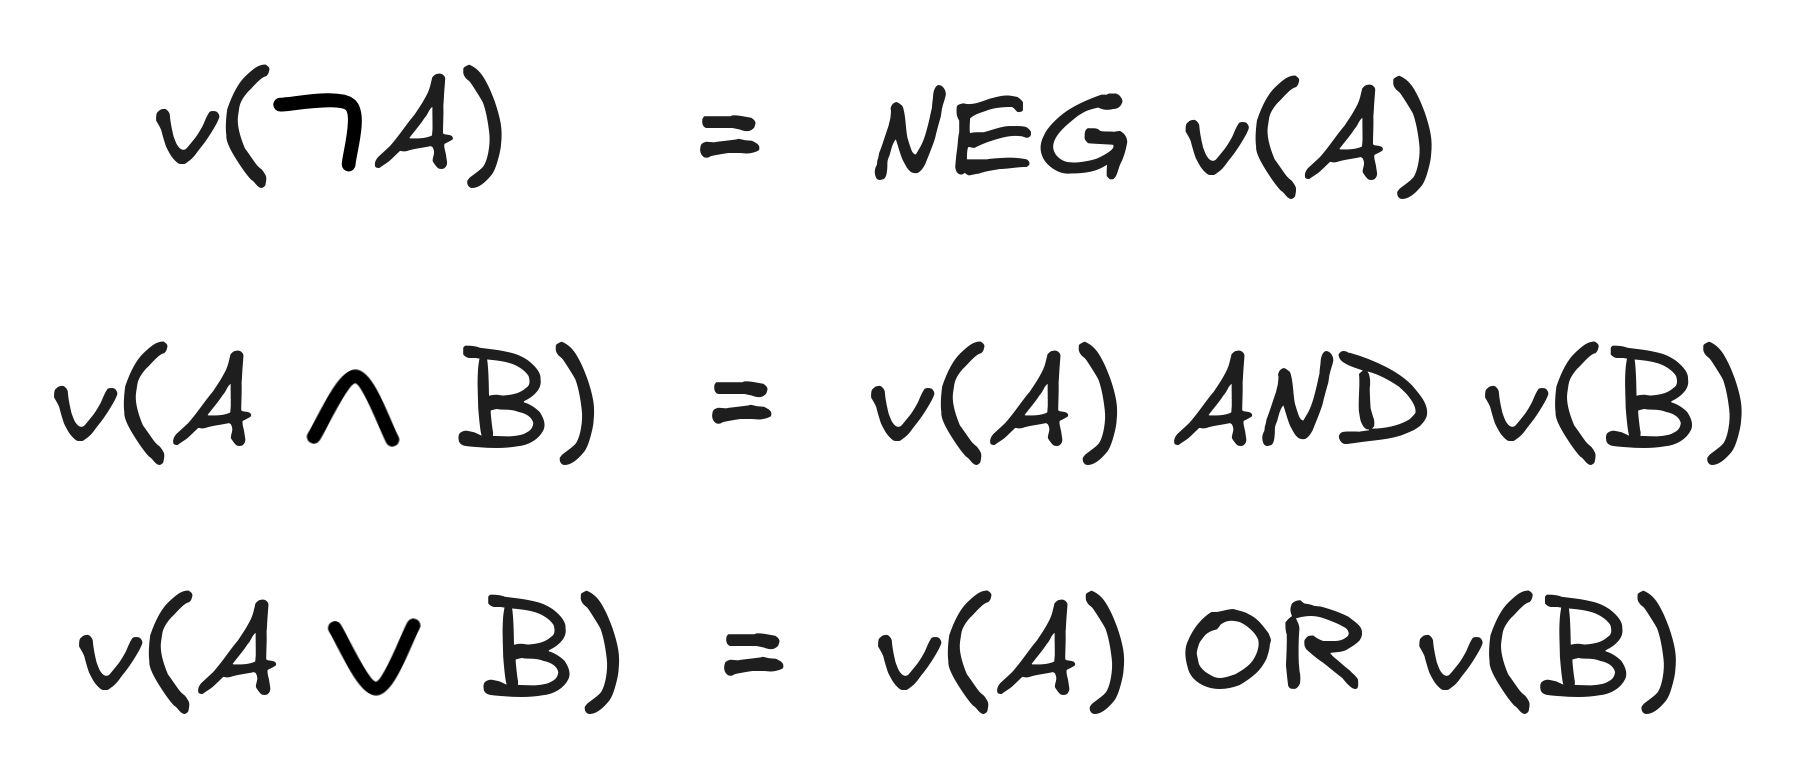 v(¬A) = NEG v(A)
v(A ∧ B) = v(A) AND v(B)
v(A ∨ B) = v(A) OR v(B)